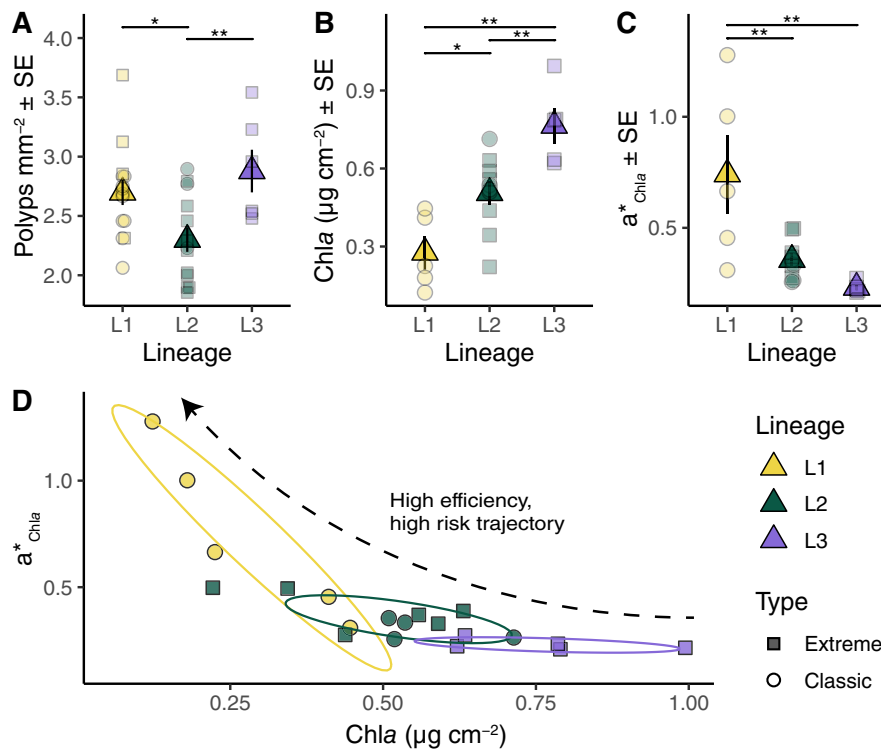 A
*
**
Polyps mm⁻² ± SE
4.0
3.5
3.0
2.5
2.0
L1 L2 L3
Lineage
B
**
**
*
Chla (µg cm⁻²) ± SE
0.9
0.6
0.3
L1 L2 L3
Lineage
C
**
**
a*Chla ± SE
1.0
0.5
L1 L2 L3
Lineage
D
a*Chla
1.0
0.5
High efficiency,
high risk trajectory
0.25 0.50 0.75 1.00
Chla (µg cm⁻²)
Lineage
L1
L2
L3
Type
Extreme
Classic